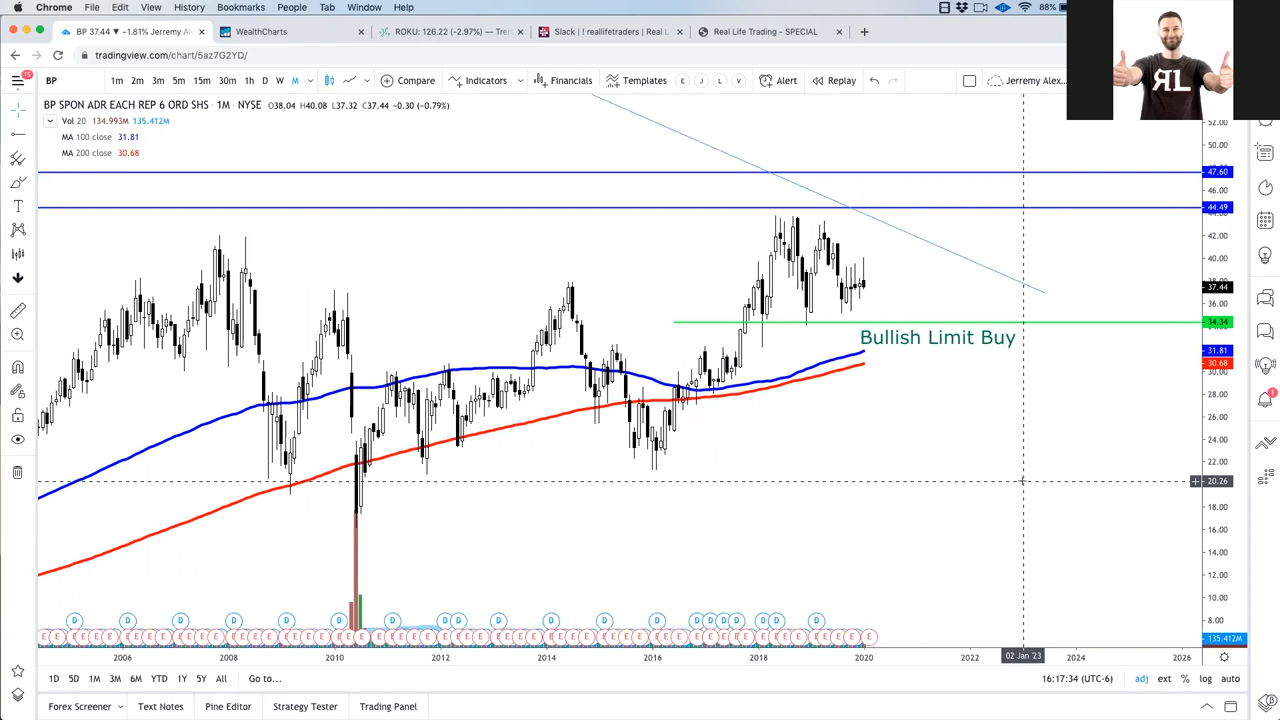 Chrome File Edit View History Bookmarks People Tab Window Help 88%
BP 37.44 ▼ -1.81% Jerremy Al
WealthCharts
ROKU: 126.22 (-2.97%)
Slack | ! reallifetraders | Real L
Real Life Trading - SPECIAL
tradingview.com/chart/5az7G2YD/
15
BP 1m 2m 3m 5m 15m 30m 1h D W M Compare Indicators Financials Templates E J L V Alert Replay Jerremy Alex...
BP SPON ADR EACH REP 6 ORD SHS · 1M · NYSE O38.04 H40.08 L37.32 C37.44 -0.30 (-0.79%)
Vol 20 134.993M 135.412M
MA 100 close 31.81
MA 200 close 30.68
RL
52.00
50.00
47.60
46.00
44.49
42.00
40.00
37.44
36.00
34.34
Bullish Limit Buy
31.81
30.68
28.00
26.00
24.00
22.00
20.26
18.00
16.00
14.00
12.00
10.00
8.00
135.412M
1
2006 2008 2010 2012 2014 2016 2018 2020 2022 02 Jan '23 2024 2026
1D 5D 1M 3M 6M YTD 1Y 5Y All Go to... 16:17:34 (UTC-6) adj ext % log auto
Forex Screener Text Notes Pine Editor Strategy Tester Trading Panel